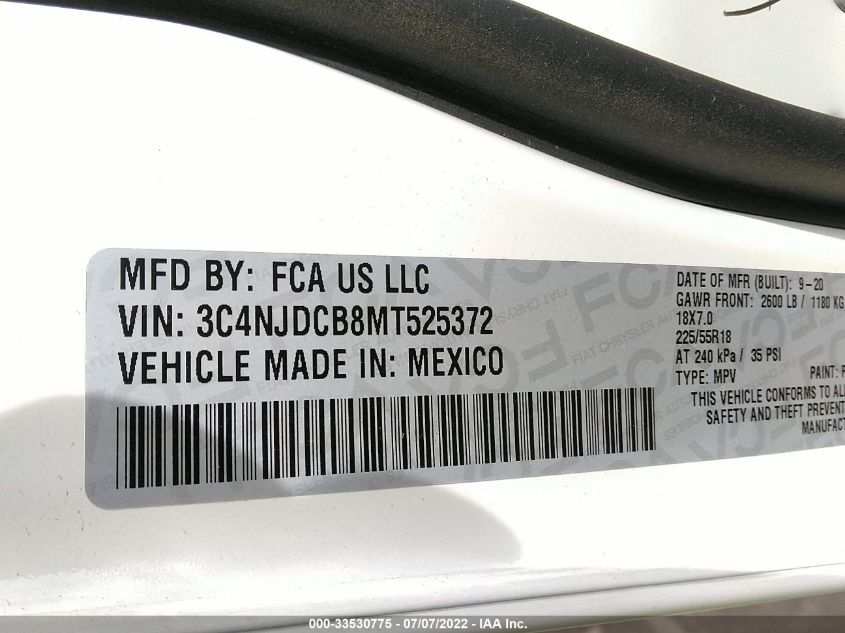 MFD BY: FCA US LLC
VIN: 3C4NJDCB8MT525372
VEHICLE MADE IN: MEXICO
DATE OF MFR (BUILT): 9-20
GAWR FRONT: 2600 LB / 1180 KG
18X7.0
225/55R18
AT 240 kPa / 35 PSI
TYPE: MPV PAINT:
THIS VEHICLE CONFORMS TO
SAFETY AND THEFT
000-33530775 - 07/07/2022 - IAA Inc.